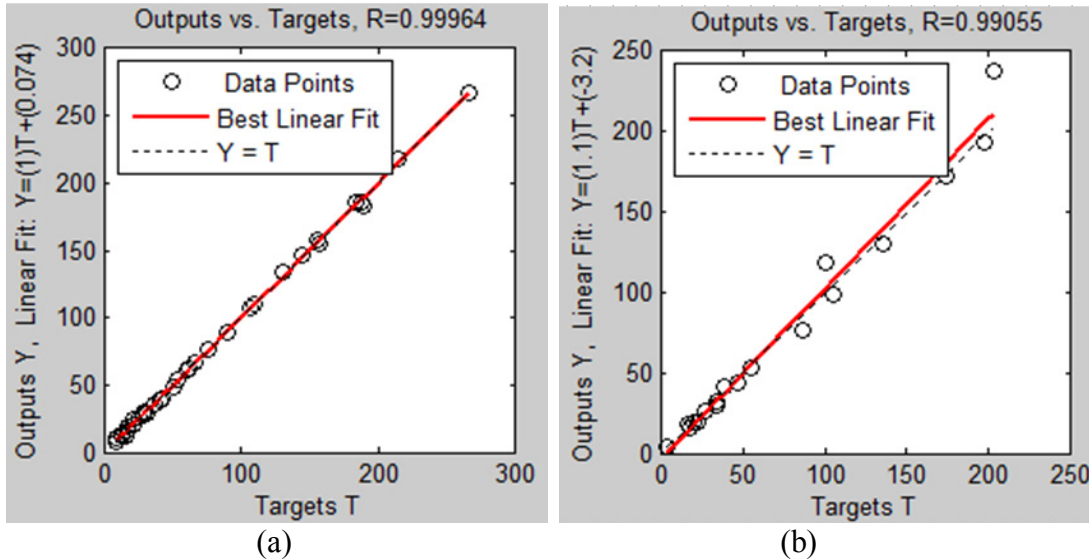 Outputs vs. Targets, R=0.99964
Outputs Y, Linear Fit: Y=(1)T+(0.074)
300
250
200
150
100
50
0
Data Points
Best Linear Fit
Y = T
0 100 200 300
Targets T
(a)
Outputs vs. Targets, R=0.99055
Outputs Y, Linear Fit: Y=(1.1)T+(-3.2)
250
200
150
100
50
0
Data Points
Best Linear Fit
Y = T
0 50 100 150 200 250
Targets T
(b)